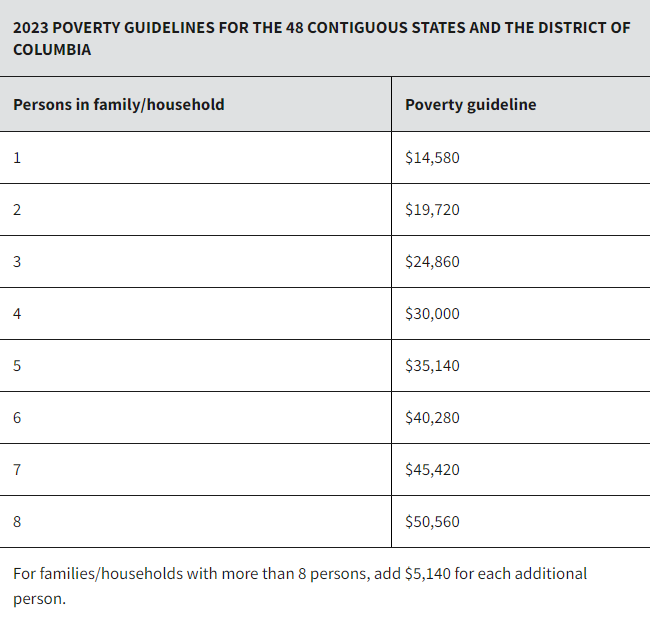 2023 POVERTY GUIDELINES FOR THE 48 CONTIGUOUS STATES AND THE DISTRICT OF
COLUMBIA
Persons in family/household Poverty guideline
1 $14,580
2 $19,720
3 $24,860
4 $30,000
5 $35,140
6 $40,280
7 $45,420
8 $50,560
For families/households with more than 8 persons, add $5,140 for each additional
person.